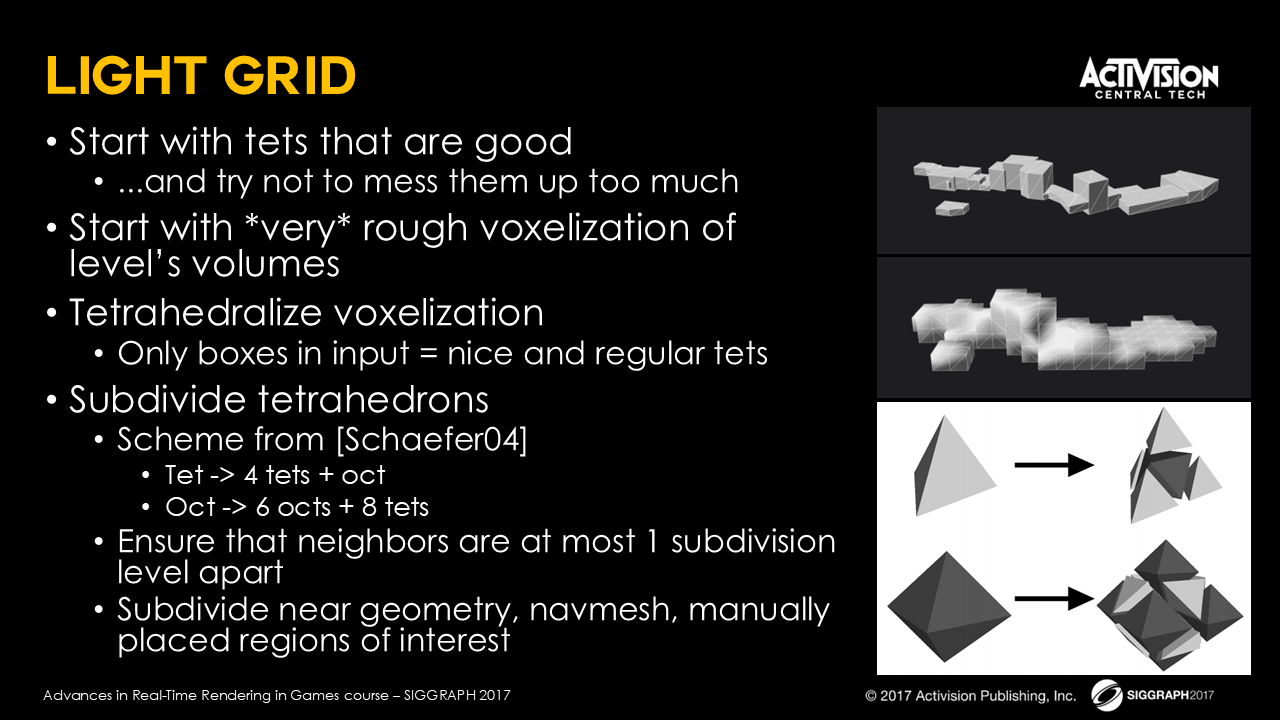 LIGHT GRID
ACTIVISION
CENTRAL TECH
• Start with tets that are good
• ...and try not to mess them up too much
• Start with *very* rough voxelization of
level’s volumes
• Tetrahedralize voxelization
• Only boxes in input = nice and regular tets
• Subdivide tetrahedrons
• Scheme from [Schaefer04]
• Tet -> 4 tets + oct
• Oct -> 6 octs + 8 tets
• Ensure that neighbors are at most 1 subdivision
level apart
• Subdivide near geometry, navmesh, manually
placed regions of interest
Advances in Real-Time Rendering in Games course – SIGGRAPH 2017
© 2017 Activision Publishing, Inc.
SIGGRAPH2017